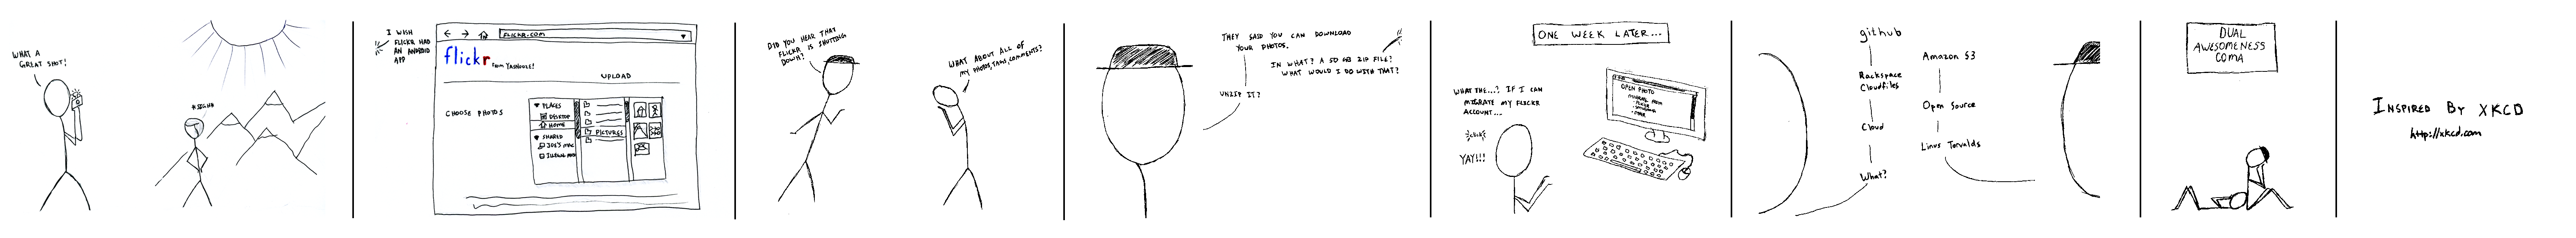 WHAT A
GREAT SHOT!
*SIGH*
I WISH
FLICKR HAD
AN ANDROID
APP
FLICKR.COM
flickr
from YAHOOLE!
UPLOAD
CHOOSE PHOTOS
PLACES
DESKTOP
HOME
SHARED
JOE'S MAC
PICTURES
DID YOU HEAR THAT
FLICKR IS SHUTTING
DOWN?
WHAT ABOUT ALL OF
MY PHOTOS, TAGS, COMMENTS?
THEY SAID YOU CAN DOWNLOAD
YOUR PHOTOS.
IN WHAT? A 50 GB ZIP FILE?
WHAT WOULD I DO WITH THAT?
UNZIP IT?
ONE WEEK LATER...
WHAT THE...? IF I CAN
MIGRATE MY FLICKR
ACCOUNT...
*click*
YAY!!!
OPEN PHOTO
github
Amazon S3
Rackspace
Cloudfiles
Open Source
Cloud
Linus Torvalds
What?
DUAL
AWESOMENESS
COMA
INSPIRED BY XKCD
http://xkcd.com